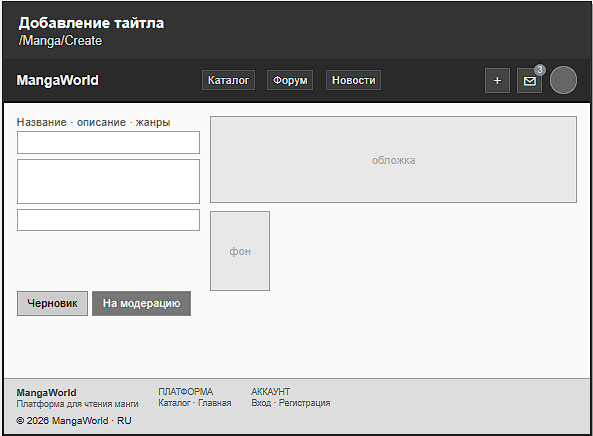 Добавление тайтла
/Manga/Create
MangaWorld Каталог Форум Новости + 3
Название · описание · жанры
обложка
фон
Черновик На модерацию
MangaWorld ПЛАТФОРМА АККАУНТ
Платформа для чтения манги Каталог · Главная Вход · Регистрация
© 2026 MangaWorld · RU